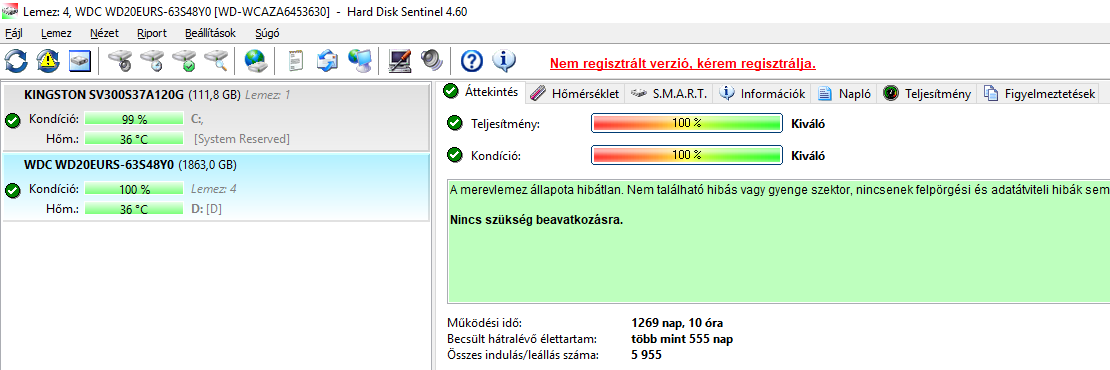 Lemez: 4, WDC WD20EURS-63S48Y0 [WD-WCAZA6453630] - Hard Disk Sentinel 4.60
Fájl Lemez Nézet Riport Beállítások Súgó
Nem regisztrált verzió, kérem regisztrálja.
KINGSTON SV300S37A120G (111,8 GB) Lemez: 1
Kondíció: 99 % C:,
Hőm.: 36 °C [System Reserved]
WDC WD20EURS-63S48Y0 (1863,0 GB)
Kondíció: 100 % Lemez: 4
Hőm.: 36 °C D: [D]
Áttekintés Hőmérséklet S.M.A.R.T. Információk Napló Teljesítmény Figyelmeztetések
Teljesítmény: 100 % Kiváló
Kondíció: 100 % Kiváló
A merevlemez állapota hibátlan. Nem található hibás vagy gyenge szektor, nincsenek felpörgési és adatátviteli hibák sem
Nincs szükség beavatkozásra.
Működési idő: 1269 nap, 10 óra
Becsült hátralévő élettartam: több mint 555 nap
Összes indulás/leállás száma: 5 955